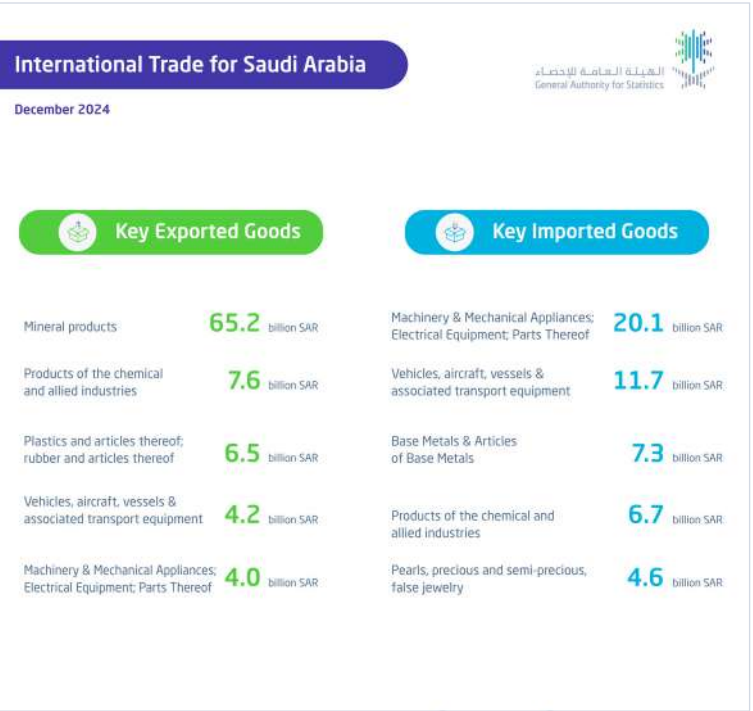 International Trade for Saudi Arabia
الهيئة العامة للإحصاء
General Authority for Statistics
December 2024
Key Exported Goods
Mineral products 65.2 billion SAR
Products of the chemical
and allied industries 7.6 billion SAR
Plastics and articles thereof;
rubber and articles thereof 6.5 billion SAR
Vehicles, aircraft, vessels &
associated transport equipment 4.2 billion SAR
Machinery & Mechanical Appliances;
Electrical Equipment; Parts Thereof 4.0 billion SAR
Key Imported Goods
Machinery & Mechanical Appliances;
Electrical Equipment; Parts Thereof 20.1 billion SAR
Vehicles, aircraft, vessels &
associated transport equipment 11.7 billion SAR
Base Metals & Articles
of Base Metals 7.3 billion SAR
Products of the chemical and
allied industries 6.7 billion SAR
Pearls, precious and semi-precious,
false jewelry 4.6 billion SAR